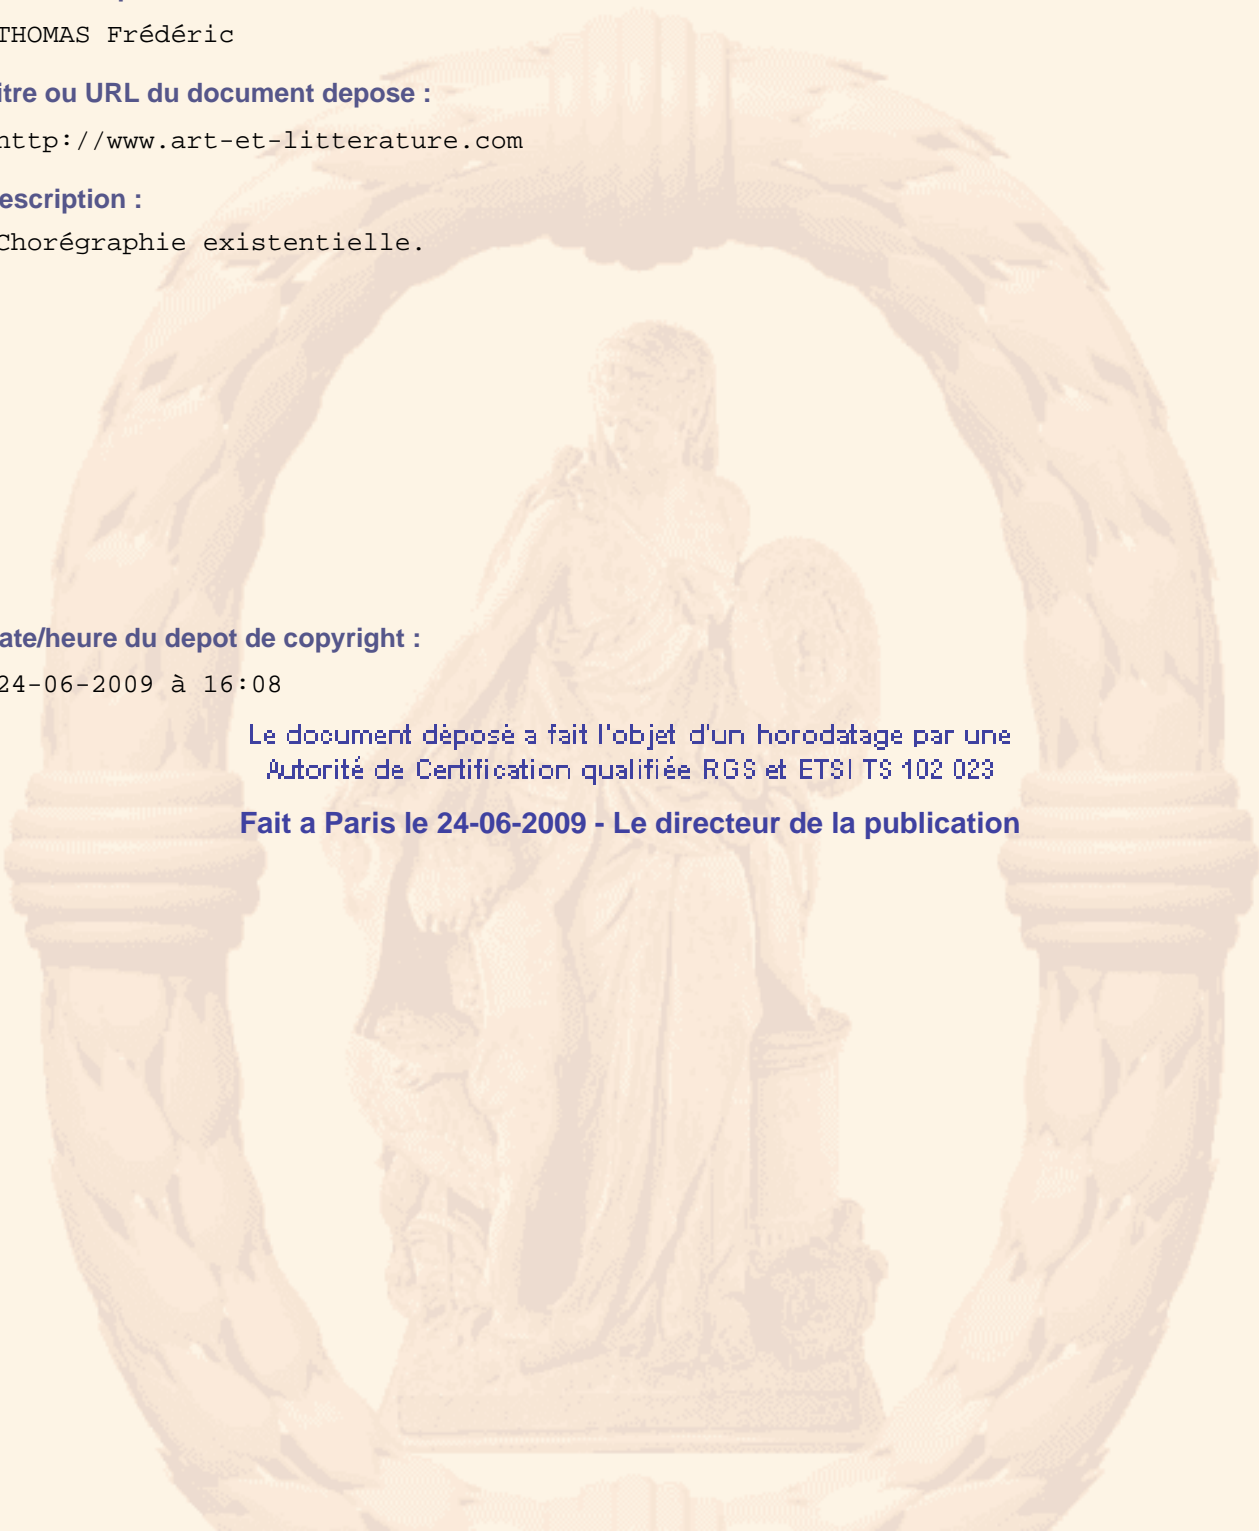 THOMAS Frédéric
itre ou URL du document depose :
http://www.art-et-litterature.com
escription :
Chorégraphie existentielle.
ate/heure du depot de copyright :
24-06-2009 à 16:08
Le document déposé a fait l'objet d'un horodatage par une
Autorité de Certification qualifiée RGS et ETSI TS 102 023
Fait a Paris le 24-06-2009 - Le directeur de la publication